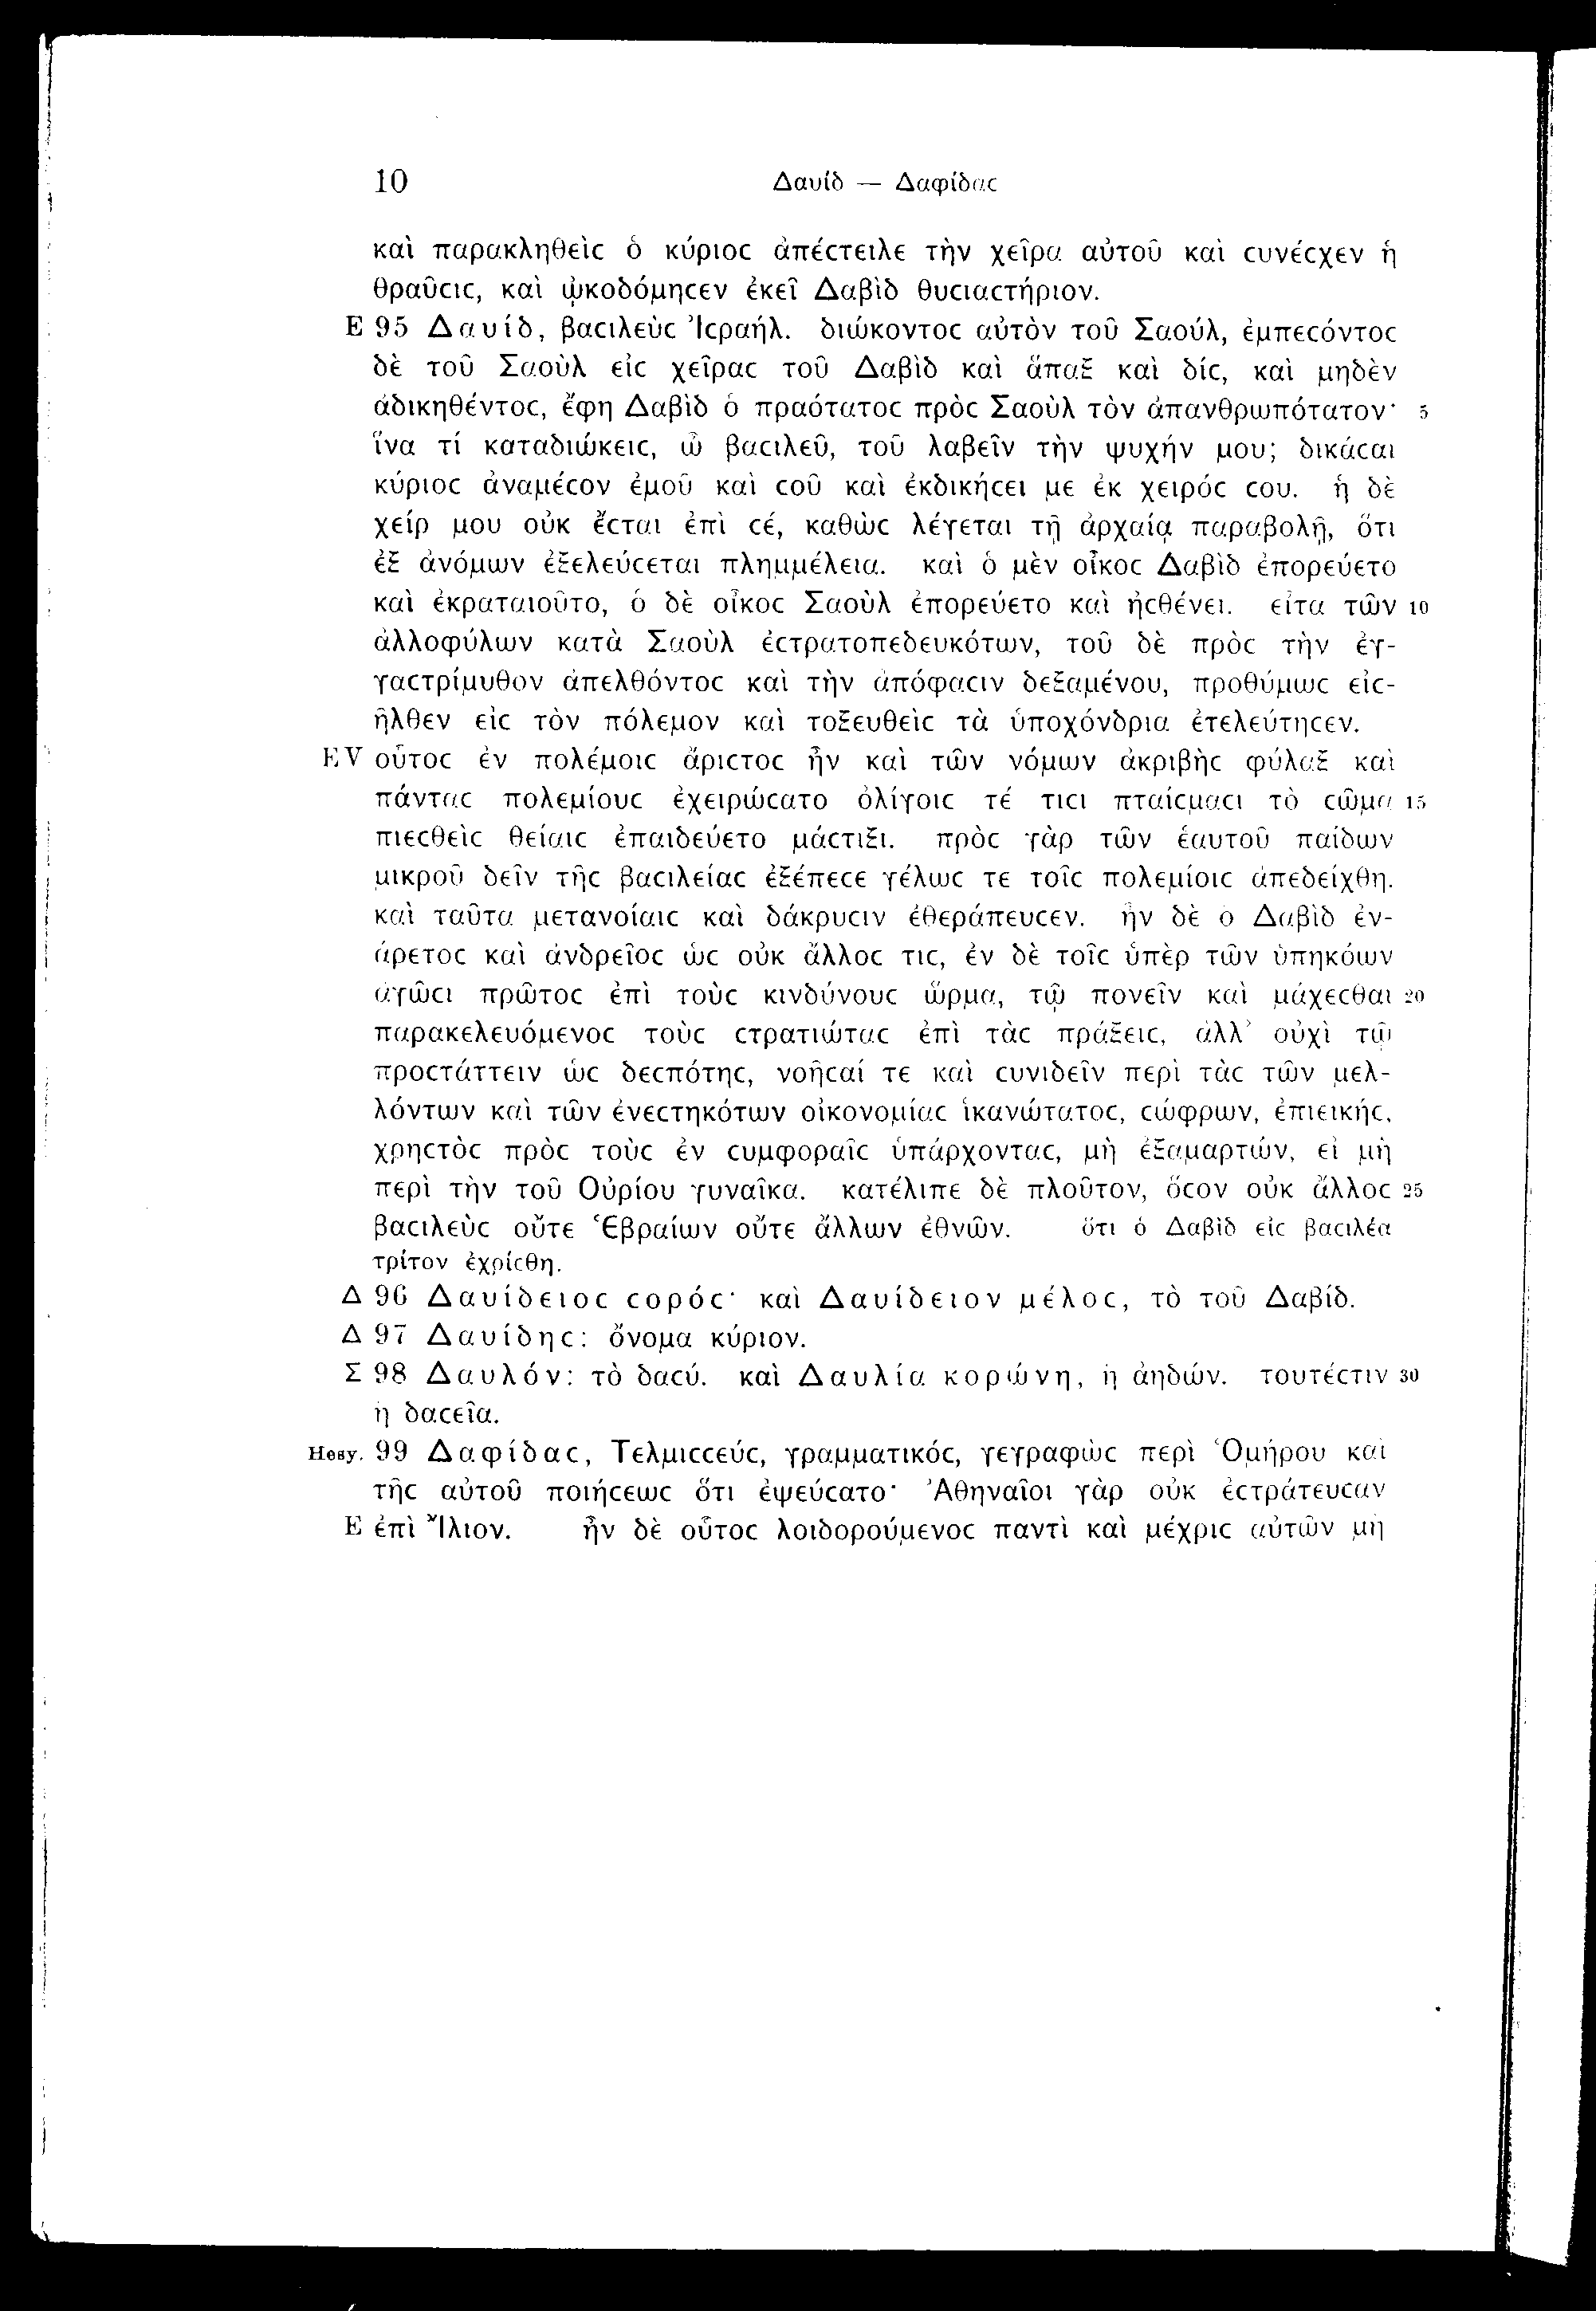 10 Δαυίδ — Δαφίδαϲ
καὶ παρακληθεὶϲ ὁ κύριοϲ ἀπέϲτειλε τὴν χεῖρα αὐτοῦ καὶ ϲυνέϲχεν ἡ
θραῦϲιϲ, καὶ ᾠκοδόμηϲεν ἐκεῖ Δαβὶδ θυϲιαϲτήριον.
E 95 Δαυίδ, βαϲιλεὺϲ Ἰϲραήλ. διώκοντοϲ αὐτὸν τοῦ Σαούλ, ἐμπεϲόντοϲ
δὲ τοῦ Σαοὺλ εἰϲ χεῖραϲ τοῦ Δαβὶδ καὶ ἅπαξ καὶ δίϲ, καὶ μηδὲν
ἀδικηθέντοϲ, ἔφη Δαβὶδ ὁ πραότατοϲ πρὸϲ Σαοὺλ τὸν ἀπανθρωπότατον· 5
ἵνα τί καταδιώκειϲ, ὦ βαϲιλεῦ, τοῦ λαβεῖν τὴν ψυχήν μου; δικάϲαι
κύριοϲ ἀναμέϲον ἐμοῦ καὶ ϲοῦ καὶ ἐκδικήϲει με ἐκ χειρόϲ ϲου. ἡ δὲ
χείρ μου οὐκ ἔϲται ἐπὶ ϲέ, καθὼϲ λέγεται τῇ ἀρχαίᾳ παραβολῇ, ὅτι
ἐξ ἀνόμων ἐξελεύϲεται πλημμέλεια. καὶ ὁ μὲν οἶκοϲ Δαβὶδ ἐπορεύετο
καὶ ἐκραταιοῦτο, ὁ δὲ οἶκοϲ Σαοὺλ ἐπορεύετο καὶ ἠϲθένει. εἶτα τῶν 10
ἀλλοφύλων κατὰ Σαοὺλ ἐϲτρατοπεδευκότων, τοῦ δὲ πρὸϲ τὴν ἐγ-
γαϲτρίμυθον ἀπελθόντοϲ καὶ τὴν ἀπόφαϲιν δεξαμένου, προθύμωϲ εἰϲ-
ῆλθεν εἰϲ τὸν πόλεμον καὶ τοξευθεὶϲ τὰ ὑποχόνδρια ἐτελεύτηϲεν.
EV οὗτοϲ ἐν πολέμοιϲ ἄριϲτοϲ ἦν καὶ τῶν νόμων ἀκριβὴϲ φύλαξ καὶ
πάνταϲ πολεμίουϲ ἐχειρώϲατο ὀλίγοιϲ τέ τιϲι πταίϲμαϲι τὸ ϲῶμα 15
πιεϲθεὶϲ θείαιϲ ἐπαιδεύετο μάϲτιξι. πρὸϲ γὰρ τῶν ἑαυτοῦ παίδων
μικροῦ δεῖν τῆϲ βαϲιλείαϲ ἐξέπεϲε γέλωϲ τε τοῖϲ πολεμίοιϲ ἀπεδείχθη.
καὶ ταῦτα μετανοίαιϲ καὶ δάκρυϲιν ἐθεράπευϲεν. ἦν δὲ ὁ Δαβὶδ ἐν-
άρετοϲ καὶ ἀνδρεῖοϲ ὡϲ οὐκ ἄλλοϲ τιϲ, ἐν δὲ τοῖϲ ὑπὲρ τῶν ὑπηκόων
ἀγῶϲι πρῶτοϲ ἐπὶ τοὺϲ κινδύνουϲ ὥρμα, τῷ πονεῖν καὶ μάχεϲθαι 20
παρακελευόμενοϲ τοὺϲ ϲτρατιώταϲ ἐπὶ τὰϲ πράξειϲ, ἀλλ’ οὐχὶ τῷ
προϲτάττειν ὡϲ δεϲπότηϲ, νοῆϲαί τε καὶ ϲυνιδεῖν περὶ τὰϲ τῶν μελ-
λόντων καὶ τῶν ἐνεϲτηκότων οἰκονομίαϲ ἱκανώτατοϲ, ϲώφρων, ἐπιεικήϲ,
χρηϲτὸϲ πρὸϲ τοὺϲ ἐν ϲυμφοραῖϲ ὑπάρχονταϲ, μὴ ἐξαμαρτών, εἰ μὴ
περὶ τὴν τοῦ Οὐρίου γυναῖκα. κατέλιπε δὲ πλοῦτον, ὅϲον οὐκ ἄλλοϲ 25
βαϲιλεὺϲ οὔτε Ἑβραίων οὔτε ἄλλων ἐθνῶν. ὅτι ὁ Δαβὶδ εἰϲ βαϲιλέα
τρίτον ἐχρίϲθη.
Δ 96 Δαυίδειοϲ ϲορόϲ· καὶ Δαυίδειον μέλοϲ, τὸ τοῦ Δαβίδ.
Δ 97 Δαυίδηϲ: ὄνομα κύριον.
Σ 98 Δαυλόν: τὸ δαϲύ. καὶ Δαυλία κορώνη, ἡ ἀηδών. τουτέϲτιν 30
ἡ δαϲεῖα.
Hesy. 99 Δαφίδαϲ, Τελμιϲϲεύϲ, γραμματικόϲ, γεγραφὼϲ περὶ Ὁμήρου καὶ
τῆϲ αὐτοῦ ποιήϲεωϲ ὅτι ἐψεύϲατο· Ἀθηναῖοι γὰρ οὐκ ἐϲτράτευϲαν
E ἐπὶ Ἴλιον. ἦν δὲ οὗτοϲ λοιδορούμενοϲ παντὶ καὶ μέχριϲ αὐτῶν μὴ